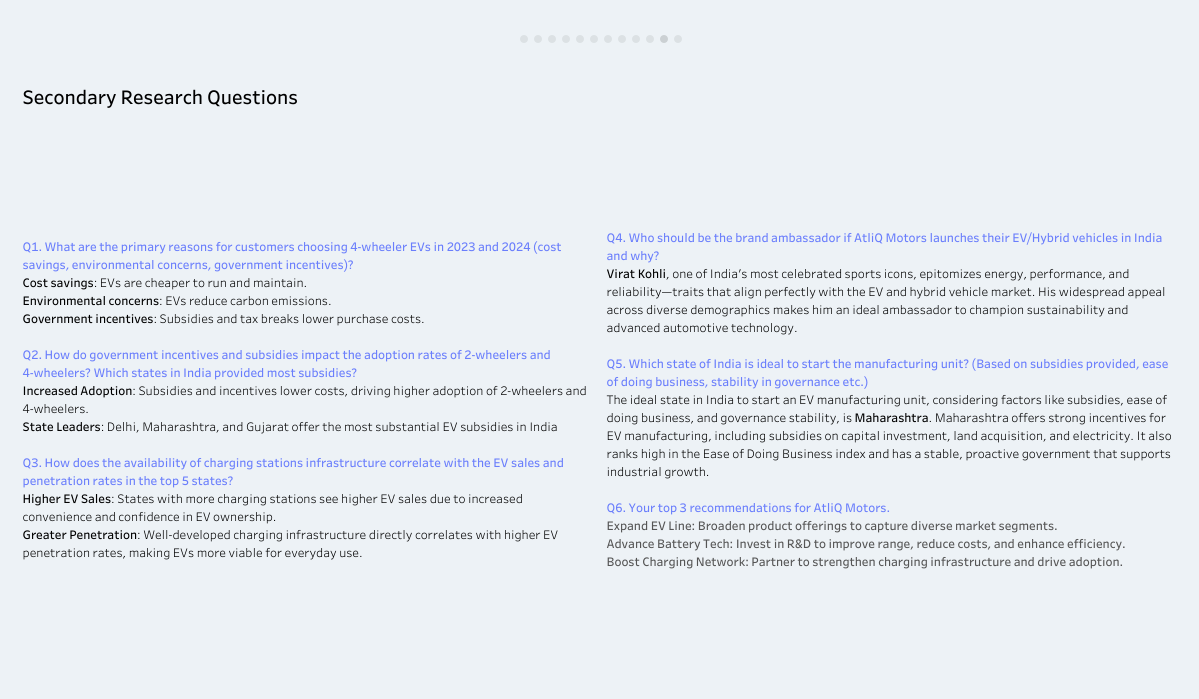 Secondary Research Questions
Q1. What are the primary reasons for customers choosing 4-wheeler EVs in 2023 and 2024 (cost
savings, environmental concerns, government incentives)?
Cost savings: EVs are cheaper to run and maintain.
Environmental concerns: EVs reduce carbon emissions.
Government incentives: Subsidies and tax breaks lower purchase costs.
Q2. How do government incentives and subsidies impact the adoption rates of 2-wheelers and
4-wheelers? Which states in India provided most subsidies?
Increased Adoption: Subsidies and incentives lower costs, driving higher adoption of 2-wheelers and
4-wheelers.
State Leaders: Delhi, Maharashtra, and Gujarat offer the most substantial EV subsidies in India
Q3. How does the availability of charging stations infrastructure correlate with the EV sales and
penetration rates in the top 5 states?
Higher EV Sales: States with more charging stations see higher EV sales due to increased
convenience and confidence in EV ownership.
Greater Penetration: Well-developed charging infrastructure directly correlates with higher EV
penetration rates, making EVs more viable for everyday use.
Q4. Who should be the brand ambassador if AtliQ Motors launches their EV/Hybrid vehicles in India
and why?
Virat Kohli, one of India's most celebrated sports icons, epitomizes energy, performance, and
reliability—traits that align perfectly with the EV and hybrid vehicle market. His widespread appeal
across diverse demographics makes him an ideal ambassador to champion sustainability and
advanced automotive technology.
Q5. Which state of India is ideal to start the manufacturing unit? (Based on subsidies provided, ease
of doing business, stability in governance etc.)
The ideal state in India to start an EV manufacturing unit, considering factors like subsidies, ease of
doing business, and governance stability, is Maharashtra. Maharashtra offers strong incentives for
EV manufacturing, including subsidies on capital investment, land acquisition, and electricity. It also
ranks high in the Ease of Doing Business index and has a stable, proactive government that supports
industrial growth.
Q6. Your top 3 recommendations for AtliQ Motors.
Expand EV Line: Broaden product offerings to capture diverse market segments.
Advance Battery Tech: Invest in R&D to improve range, reduce costs, and enhance efficiency.
Boost Charging Network: Partner to strengthen charging infrastructure and drive adoption.